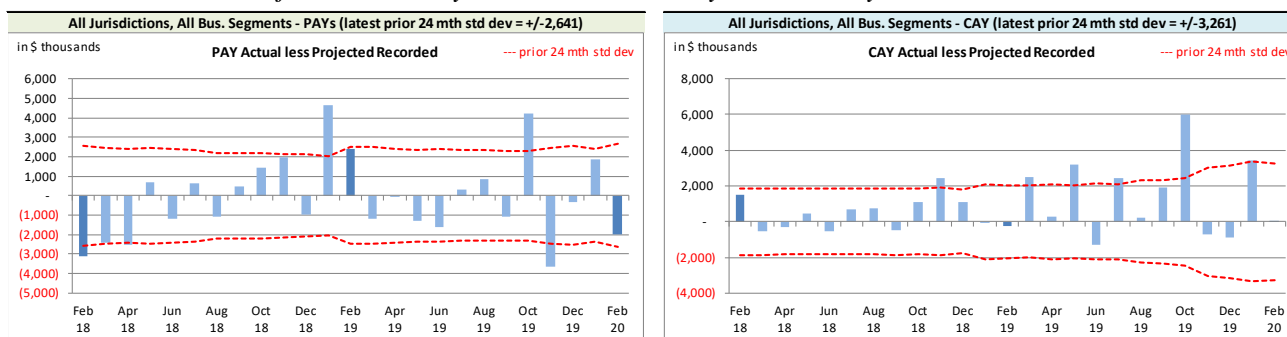 All Jurisdictions, All Bus. Segments - PAYs (latest prior 24 mth std dev = +/-2,641)
in $ thousands
PAY Actual less Projected Recorded
--- prior 24 mth std dev
6,000
5,000
4,000
3,000
2,000
1,000
-
(1,000)
(2,000)
(3,000)
(4,000)
(5,000)
Feb Apr Jun Aug Oct Dec Feb Apr Jun Aug Oct Dec Feb
18 18 18 18 18 18 19 19 19 19 19 19 20
All Jurisdictions, All Bus. Segments - CAY (latest prior 24 mth std dev = +/-3,261)
in $ thousands
CAY Actual less Projected Recorded
--- prior 24 mth std dev
8,000
6,000
4,000
2,000
-
(2,000)
(4,000)
Feb Apr Jun Aug Oct Dec Feb Apr Jun Aug Oct Dec Feb
18 18 18 18 18 18 19 19 19 19 19 19 20